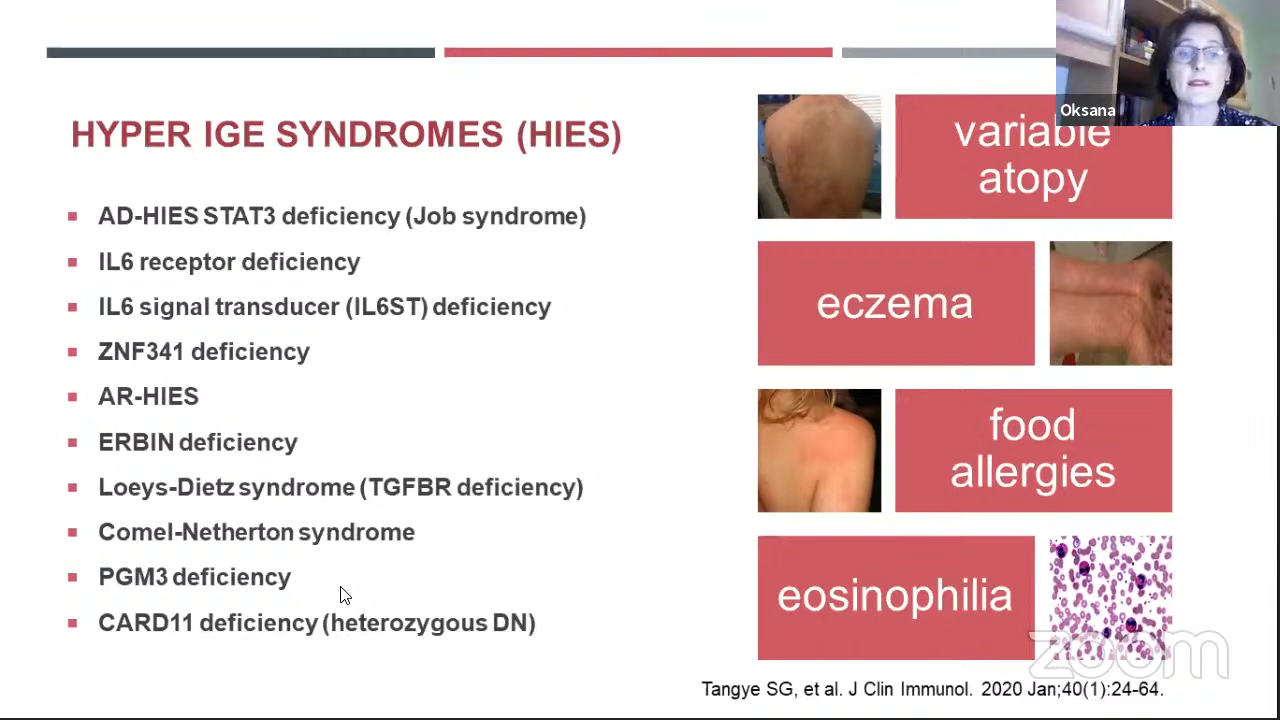 Oksana
HYPER IGE SYNDROMES (HIES)
AD-HIES STAT3 deficiency (Job syndrome)
IL6 receptor deficiency
IL6 signal transducer (IL6ST) deficiency
ZNF341 deficiency
AR-HIES
ERBIN deficiency
Loeys-Dietz syndrome (TGFBR deficiency)
Comel-Netherton syndrome
PGM3 deficiency
CARD11 deficiency (heterozygous DN)
variable
atopy
eczema
food
allergies
eosinophilia
zoom
Tangye SG, et al. J Clin Immunol. 2020 Jan;40(1):24-64.